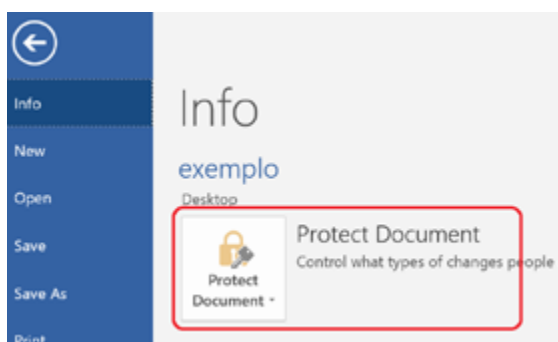 Info
New
Open
Save
Save As
Print
Info
exemplo
Desktop
Protect
Document
Protect Document
Control what types of changes people